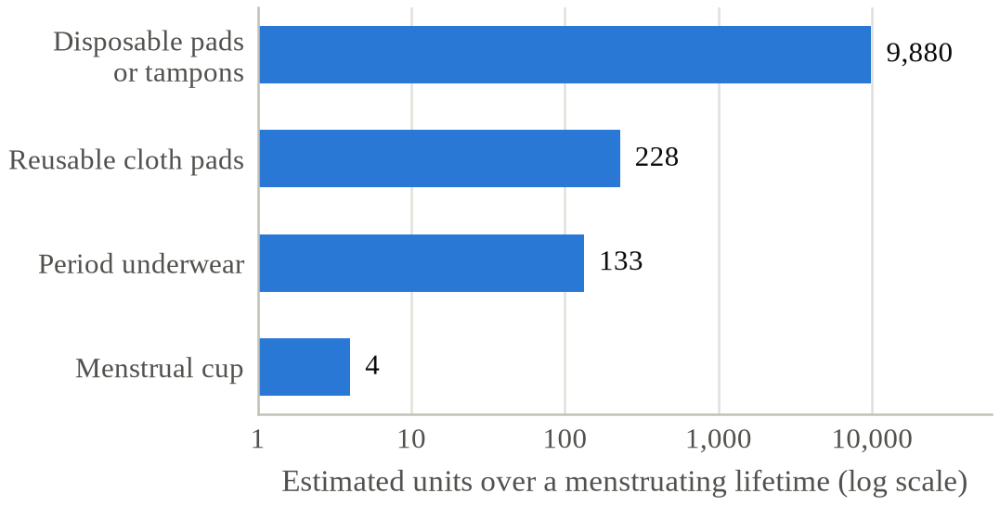 Disposable pads
or tampons
9,880
Reusable cloth pads
228
Period underwear
133
Menstrual cup
4
1
10
100
1,000
10,000
Estimated units over a menstruating lifetime (log scale)